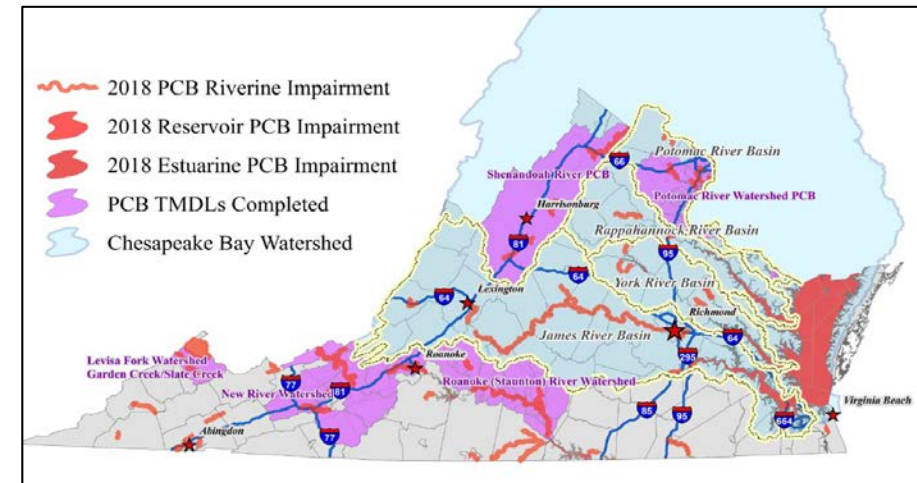 2018 PCB Riverine Impairment
2018 Reservoir PCB Impairment
2018 Estuarine PCB Impairment
PCB TMDLs Completed
Chesapeake Bay Watershed
Potomac River Basin
66
Shenandoah River PCB
Potomac River Watershed PCB
Harrisonburg
Rappahannock River Basin
81
95
64
Lexington
York River Basin
64
Richmond
James River Basin
64
295
Levisa Fork Watershed
Garden Creek/Slate Creek
Roanoke
77
81
New River Watershed
Roanoke (Staunton) River Watershed
85
95
664
Virginia Beach
Abingdon
77